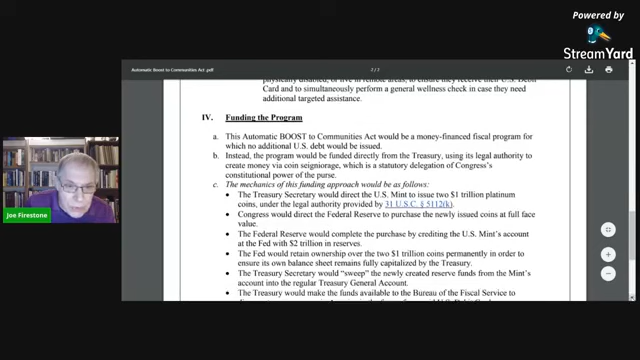 Powered by
StreamYard
Automatic Boost to Communities Act .pdf
2 / 2
physically disabled, or live in remote areas, to ensure they receive their U.S. Debit
Card and to simultaneously perform a general wellness check in case they need
additional targeted assistance.
IV. Funding the Program
a. This Automatic BOOST to Communities Act would be a money-financed fiscal program for
which no additional U.S. debt would be issued.
b. Instead, the program would be funded directly from the Treasury, using its legal authority to
create money via coin seigniorage, which is a statutory delegation of Congress's
constitutional power of the purse.
c. The mechanics of this funding approach would be as follows:
• The Treasury Secretary would direct the U.S. Mint to issue two $1 trillion platinum
coins, under the legal authority provided by 31 U.S.C. § 5112(k).
• Congress would direct the Federal Reserve to purchase the newly issued coins at full face
value.
• The Federal Reserve would complete the purchase by crediting the U.S. Mint's account
at the Fed with $2 trillion in reserves.
• The Fed would retain ownership over the two $1 trillion coins permanently in order to
ensure its own balance sheet remains fully capitalized by the Treasury.
• The Treasury Secretary would "sweep" the newly created reserve funds from the Mint's
account into the regular Treasury General Account.
• The Treasury would make the funds available to the Bureau of the Fiscal Service to
Joe Firestone